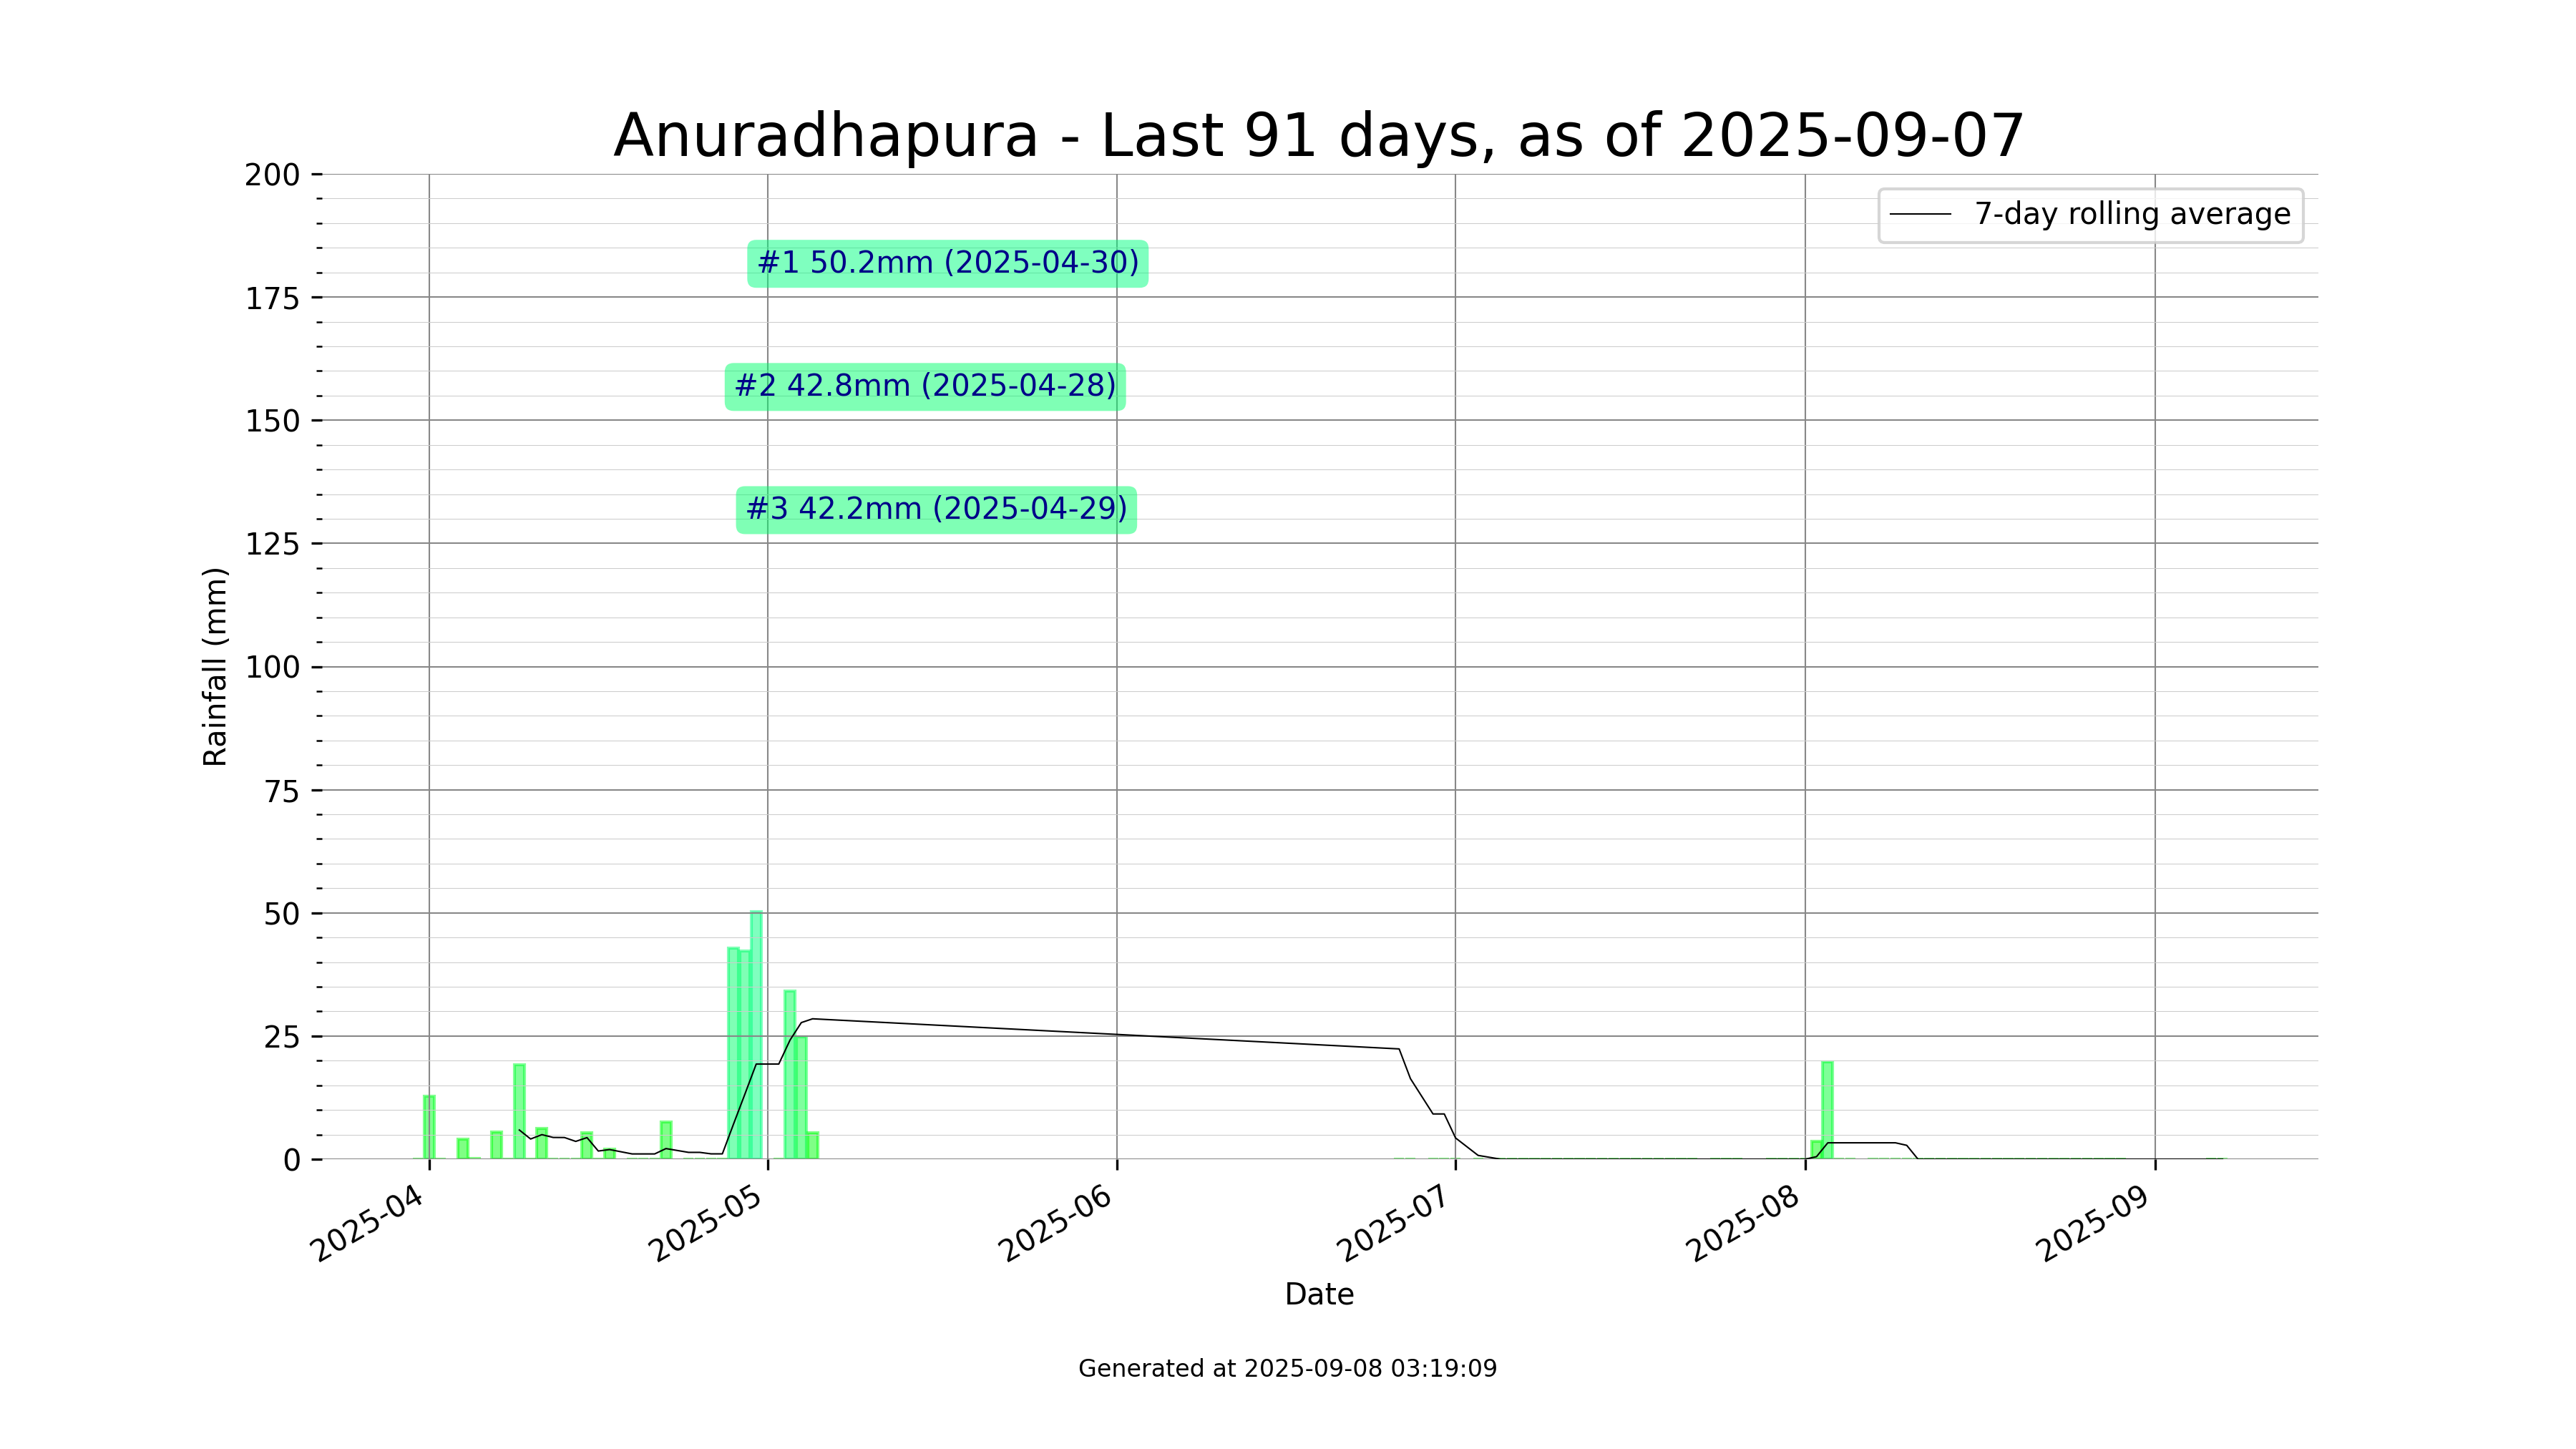 Anuradhapura - Last 91 days, as of 2025-09-07
200
175
150
125
100
75
50
25
0
Rainfall (mm)
7-day rolling average
#1 50.2mm (2025-04-30)
#2 42.8mm (2025-04-28)
#3 42.2mm (2025-04-29)
2025-04
2025-05
2025-06
2025-07
2025-08
2025-09
Date
Generated at 2025-09-08 03:19:09